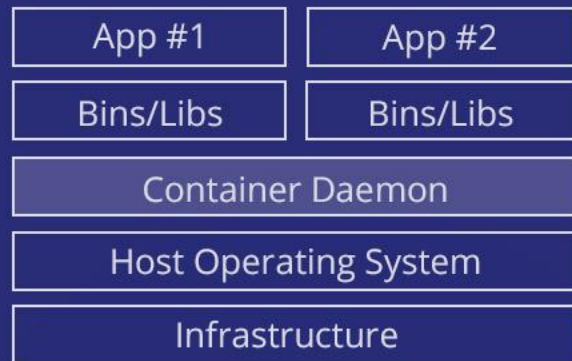 App #1 App #2
Bins/Libs Bins/Libs
Container Daemon
Host Operating System
Infrastructure